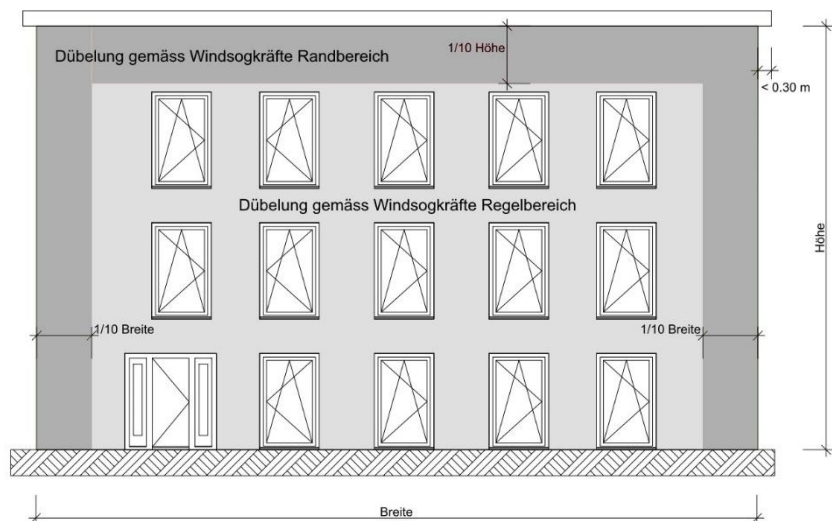 Dübelung gemäss Windsogkräfte Randbereich
1/10 Höhe
< 0.30 m
Dübelung gemäss Windsogkräfte Regelbereich
Höhe
1/10 Breite
1/10 Breite
Breite